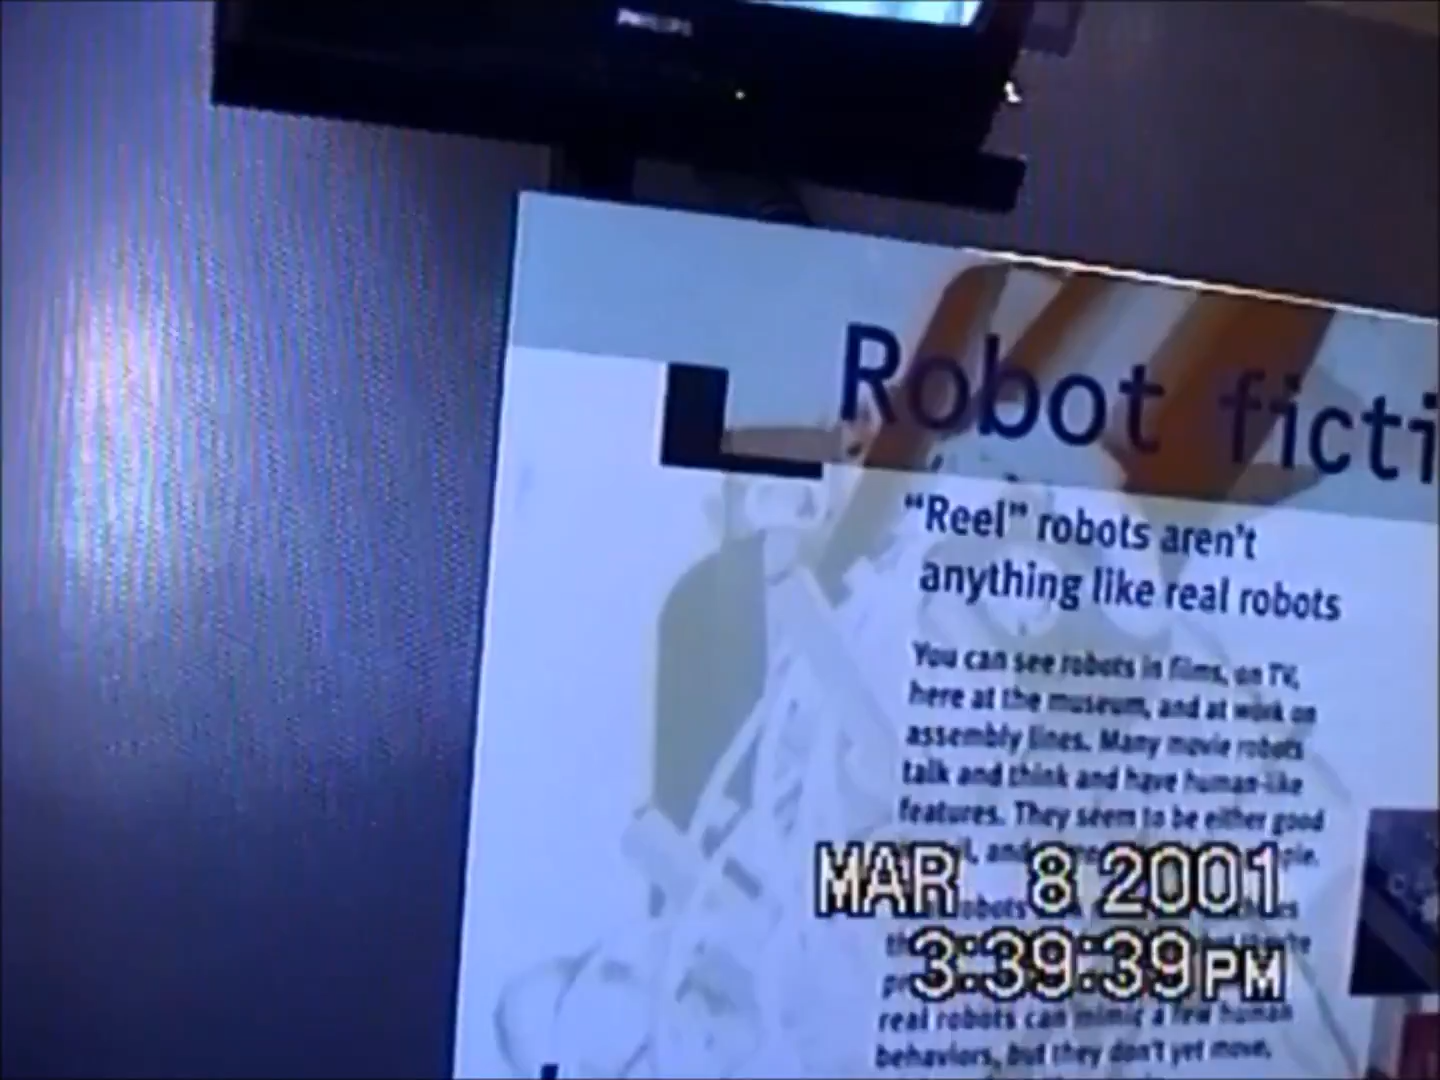 PHILIPS
Robot ficti
“Reel” robots aren't
anything like real robots
You can see robots in films, on TV,
here at the museum, and at work on
assembly lines. Many movie robots
talk and think and have human-like
features. They seem to be either good
and
MAR 8 2001
robots
3:39:39PM
real robots can mimic a few human
behaviors, but they don't yet move,